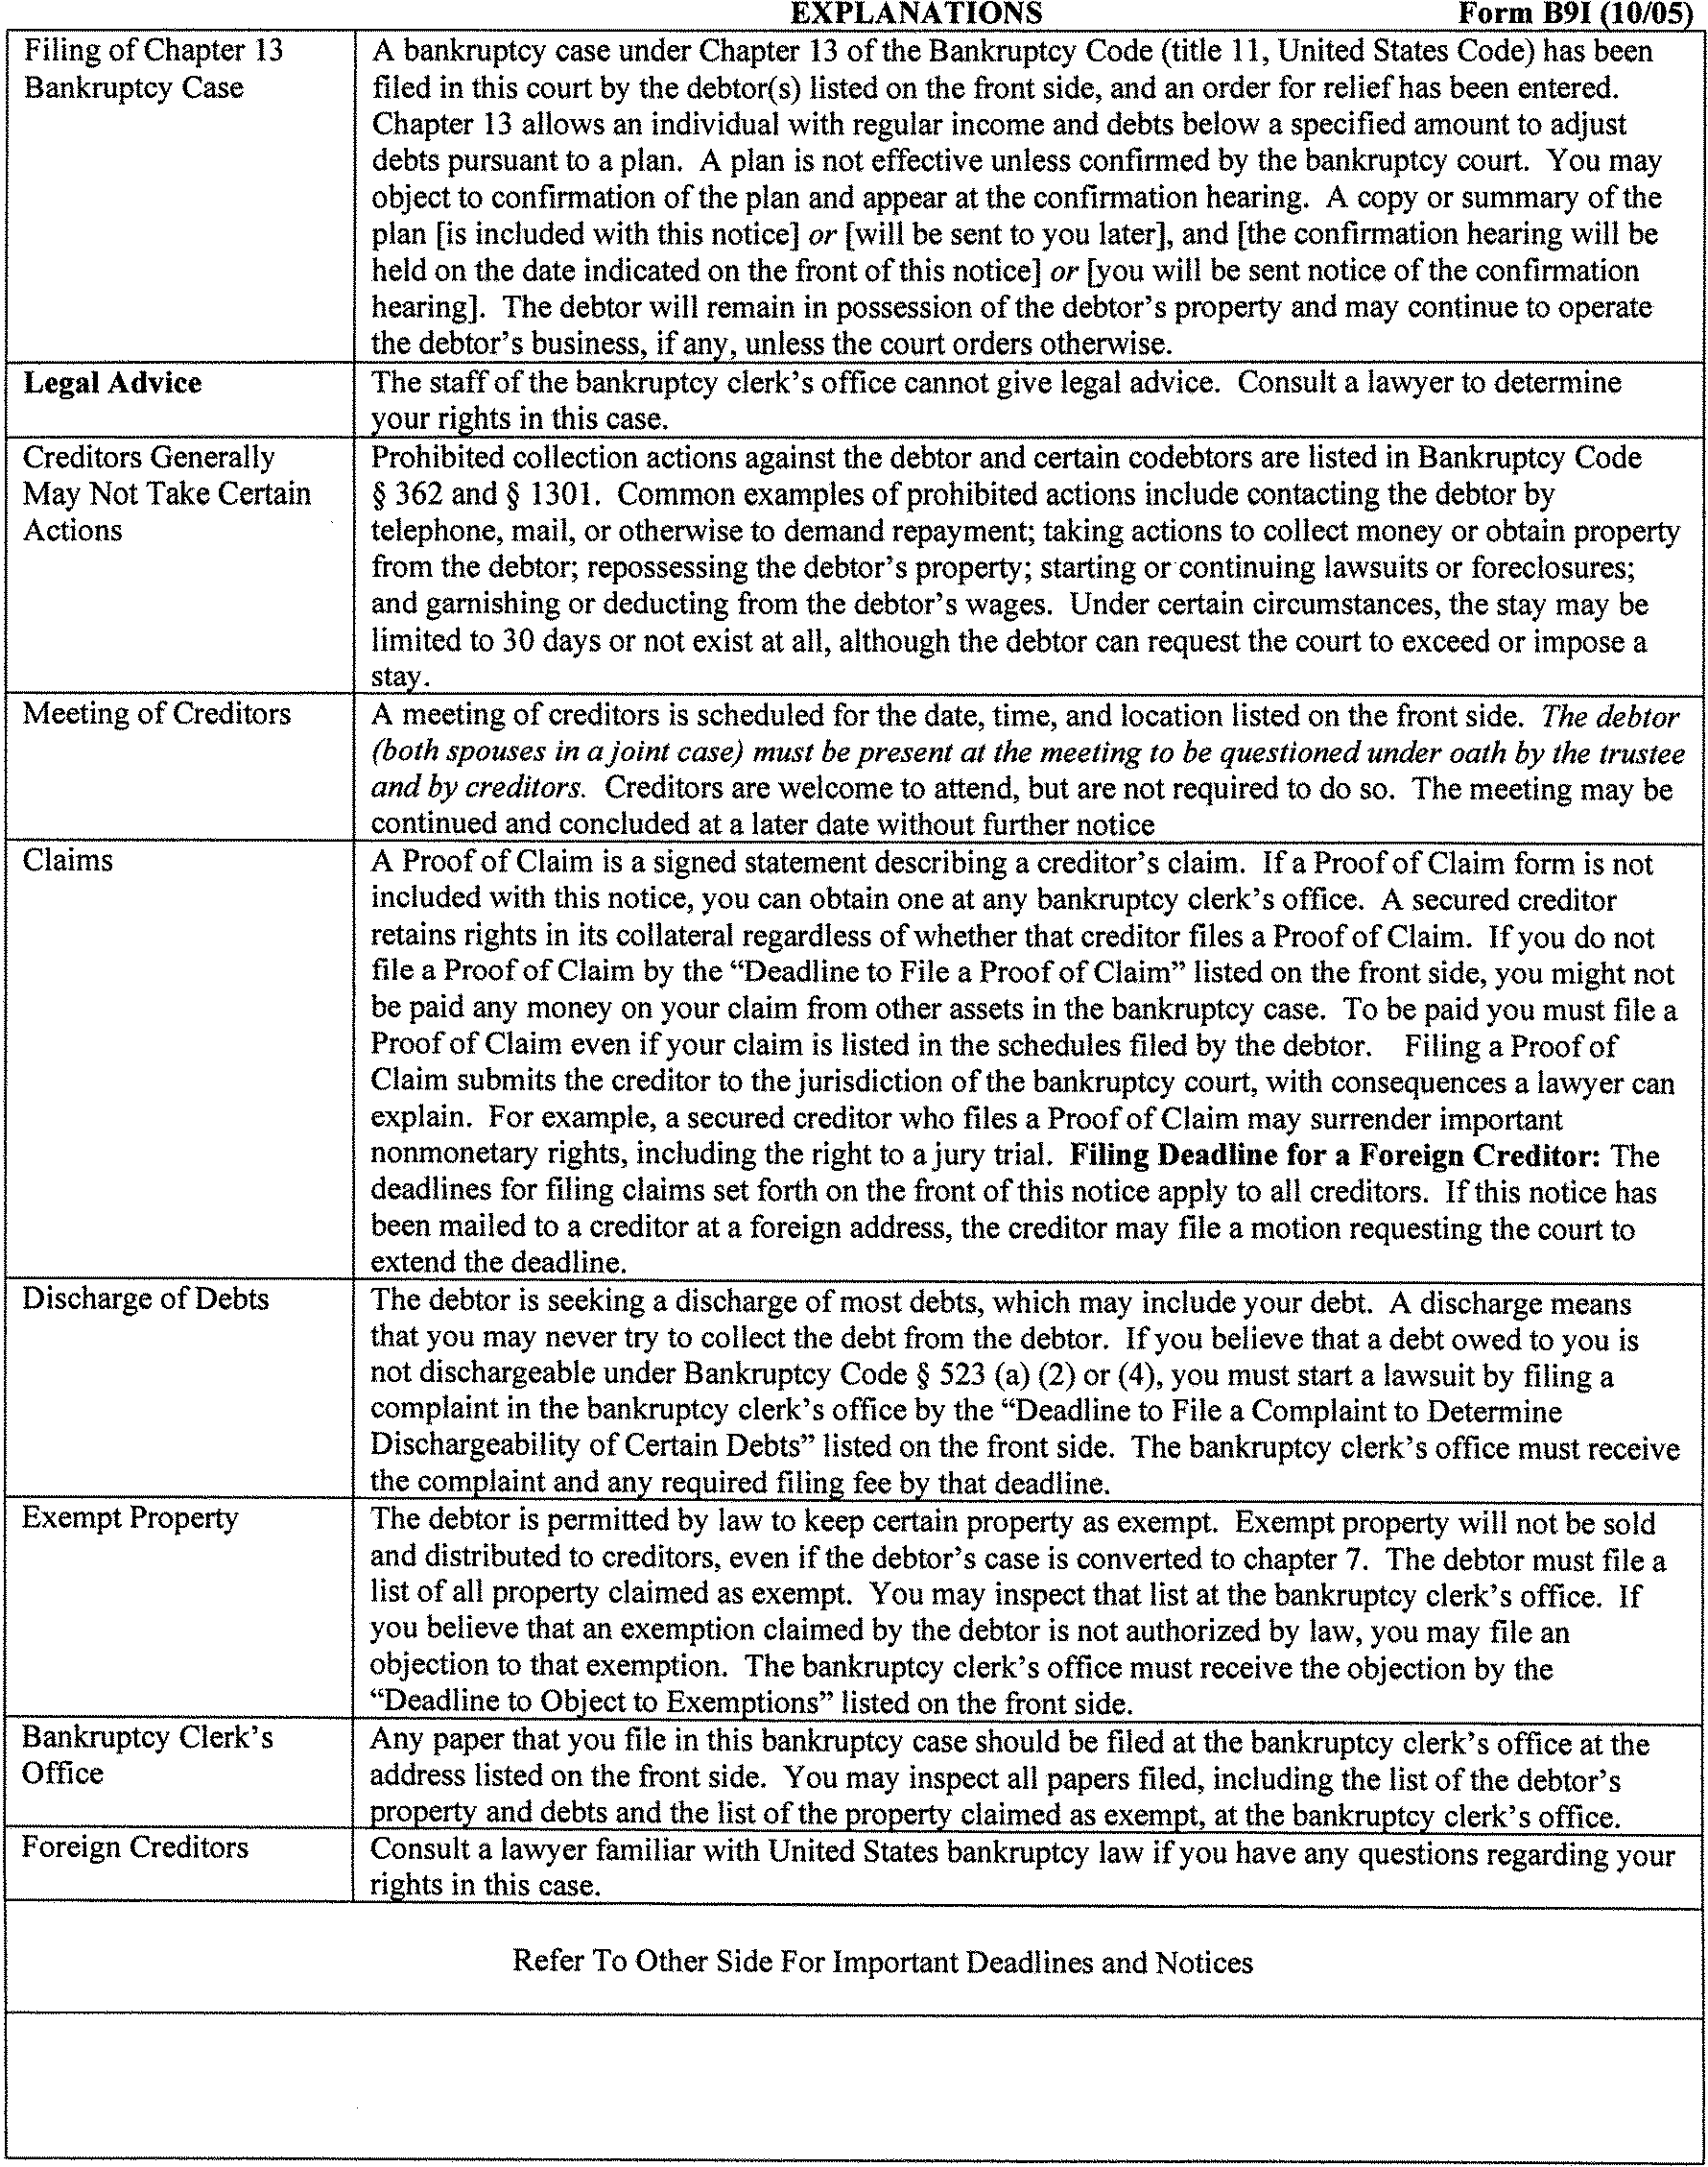 EXPLANATIONS Form B9I (10/05)
Filing of Chapter 13
Bankruptcy Case
A bankruptcy case under Chapter 13 of the Bankruptcy Code (title 11, United States Code) has been
filed in this court by the debtor(s) listed on the front side, and an order for relief has been entered.
Chapter 13 allows an individual with regular income and debts below a specified amount to adjust
debts pursuant to a plan. A plan is not effective unless confirmed by the bankruptcy court. You may
object to confirmation of the plan and appear at the confirmation hearing. A copy or summary of the
plan [is included with this notice] or [will be sent to you later], and [the confirmation hearing will be
held on the date indicated on the front of this notice] or [you will be sent notice of the confirmation
hearing]. The debtor will remain in possession of the debtor's property and may continue to operate
the debtor's business, if any, unless the court orders otherwise.
Legal Advice
The staff of the bankruptcy clerk's office cannot give legal advice. Consult a lawyer to determine
your rights in this case.
Creditors Generally
May Not Take Certain
Actions
Prohibited collection actions against the debtor and certain codebtors are listed in Bankruptcy Code
§ 362 and § 1301. Common examples of prohibited actions include contacting the debtor by
telephone, mail, or otherwise to demand repayment; taking actions to collect money or obtain property
from the debtor; repossessing the debtor's property; starting or continuing lawsuits or foreclosures;
and garnishing or deducting from the debtor's wages. Under certain circumstances, the stay may be
limited to 30 days or not exist at all, although the debtor can request the court to exceed or impose a
stay.
Meeting of Creditors
A meeting of creditors is scheduled for the date, time, and location listed on the front side. The debtor
(both spouses in a joint case) must be present at the meeting to be questioned under oath by the trustee
and by creditors. Creditors are welcome to attend, but are not required to do so. The meeting may be
continued and concluded at a later date without further notice
Claims
A Proof of Claim is a signed statement describing a creditor's claim. If a Proof of Claim form is not
included with this notice, you can obtain one at any bankruptcy clerk's office. A secured creditor
retains rights in its collateral regardless of whether that creditor files a Proof of Claim. If you do not
file a Proof of Claim by the “Deadline to File a Proof of Claim” listed on the front side, you might not
be paid any money on your claim from other assets in the bankruptcy case. To be paid you must file a
Proof of Claim even if your claim is listed in the schedules filed by the debtor. Filing a Proof of
Claim submits the creditor to the jurisdiction of the bankruptcy court, with consequences a lawyer can
explain. For example, a secured creditor who files a Proof of Claim may surrender important
nonmonetary rights, including the right to a jury trial. Filing Deadline for a Foreign Creditor: The
deadlines for filing claims set forth on the front of this notice apply to all creditors. If this notice has
been mailed to a creditor at a foreign address, the creditor may file a motion requesting the court to
extend the deadline.
Discharge of Debts
The debtor is seeking a discharge of most debts, which may include your debt. A discharge means
that you may never try to collect the debt from the debtor. If you believe that a debt owed to you is
not dischargeable under Bankruptcy Code § 523 (a) (2) or (4), you must start a lawsuit by filing a
complaint in the bankruptcy clerk's office by the “Deadline to File a Complaint to Determine
Dischargeability of Certain Debts” listed on the front side. The bankruptcy clerk's office must receive
the complaint and any required filing fee by that deadline.
Exempt Property
The debtor is permitted by law to keep certain property as exempt. Exempt property will not be sold
and distributed to creditors, even if the debtor's case is converted to chapter 7. The debtor must file a
list of all property claimed as exempt. You may inspect that list at the bankruptcy clerk's office. If
you believe that an exemption claimed by the debtor is not authorized by law, you may file an
objection to that exemption. The bankruptcy clerk's office must receive the objection by the
“Deadline to Object to Exemptions” listed on the front side.
Bankruptcy Clerk's
Office
Any paper that you file in this bankruptcy case should be filed at the bankruptcy clerk's office at the
address listed on the front side. You may inspect all papers filed, including the list of the debtor's
property and debts and the list of the property claimed as exempt, at the bankruptcy clerk's office.
Foreign Creditors
Consult a lawyer familiar with United States bankruptcy law if you have any questions regarding your
rights in this case.
Refer To Other Side For Important Deadlines and Notices